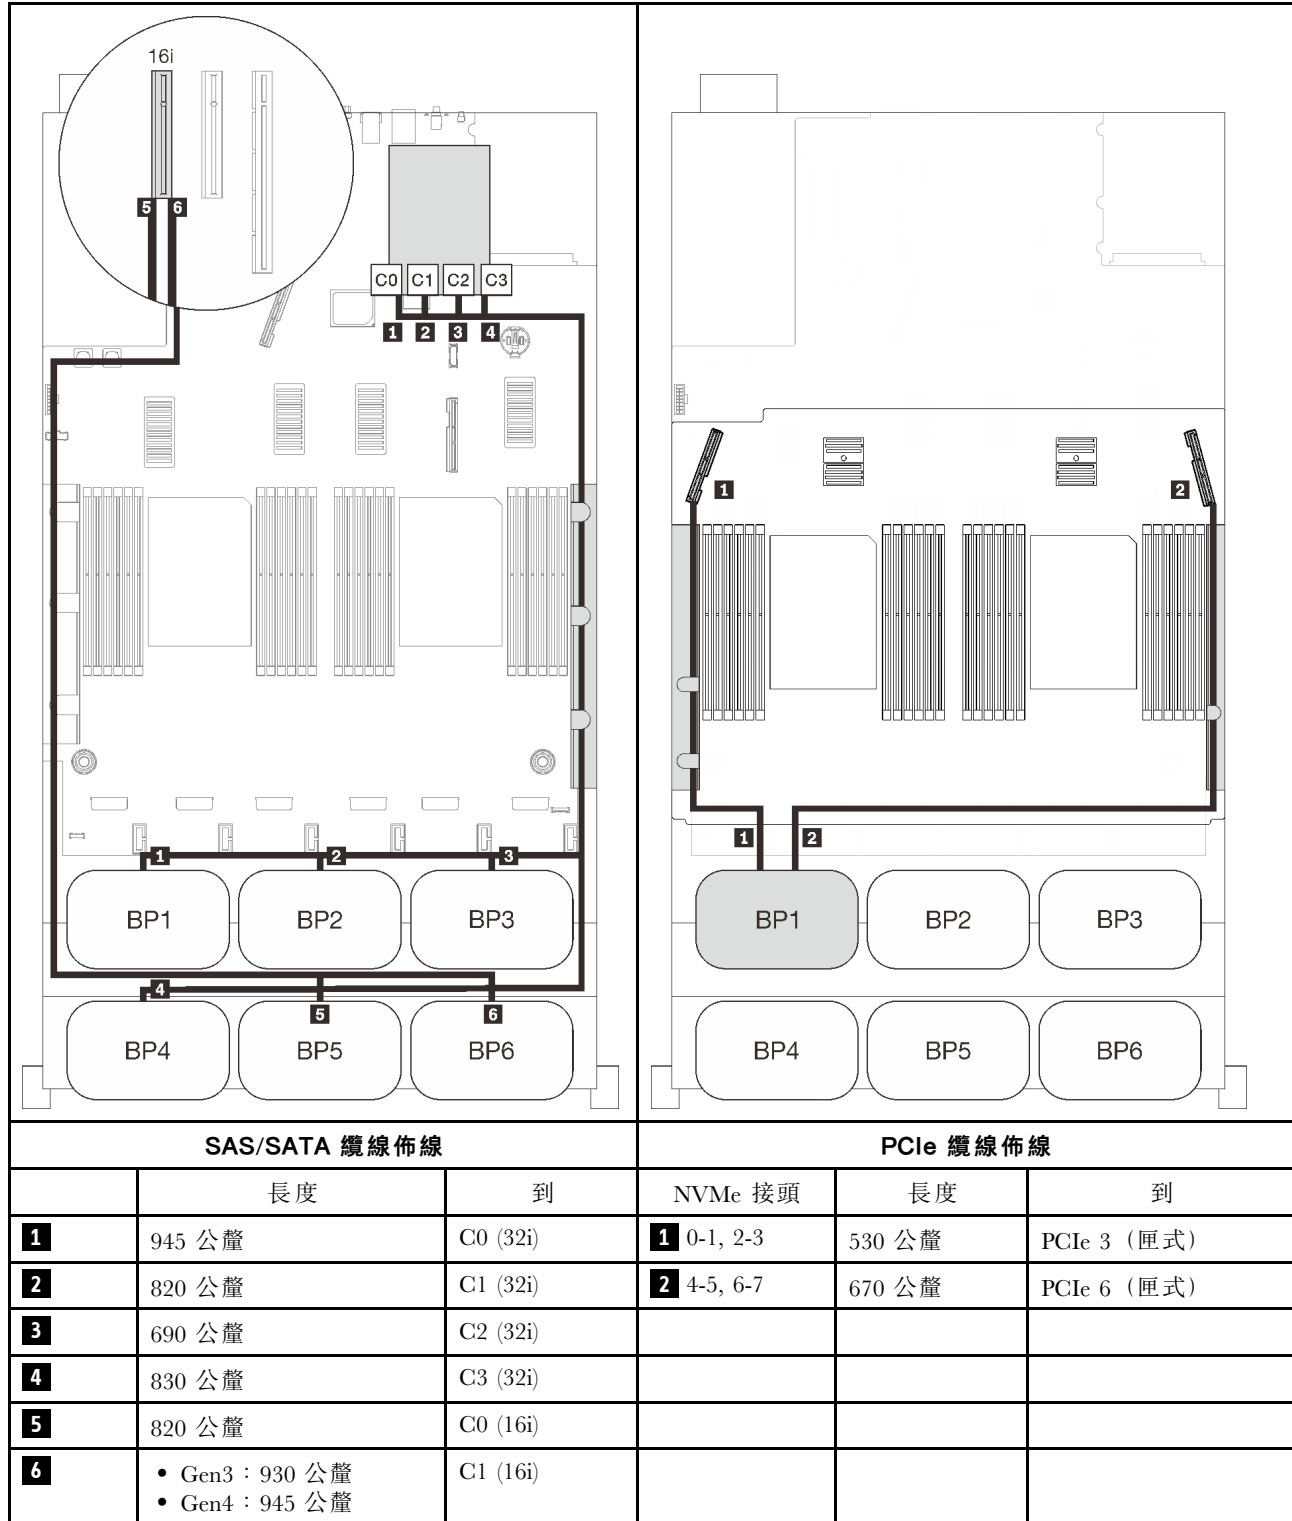 16i
5 6
C0 C1 C2 C3
1 2 3 4
1 2 3
BP1 BP2 BP3
4
5 6
BP4 BP5 BP6
1 2
1 2
BP1 BP2 BP3
BP4 BP5 BP6
SAS/SATA 纜線佈線 PCIe 纜線佈線
長度 到 NVMe 接頭 長度 到
1 945 公釐 C0 (32i) 1 0-1, 2-3 530 公釐 PCIe 3（匣式）
2 820 公釐 C1 (32i) 2 4-5, 6-7 670 公釐 PCIe 6（匣式）
3 690 公釐 C2 (32i)
4 830 公釐 C3 (32i)
5 820 公釐 C0 (16i)
6 • Gen3：930 公釐 C1 (16i)
• Gen4：945 公釐